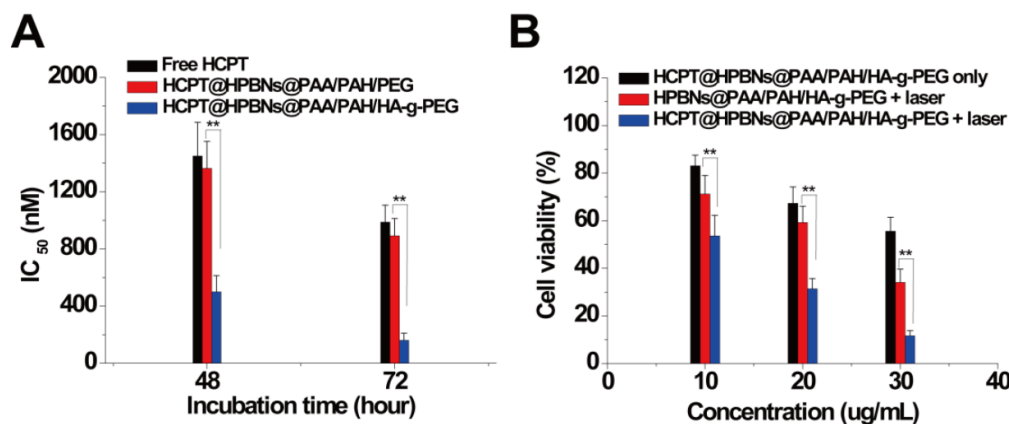 A
Free HCPT
HCPT@HPBNs@PAA/PAH/PEG
HCPT@HPBNs@PAA/PAH/HA-g-PEG
2000
1600
1200
800
400
0
IC 50 (nM)
**
**
48
72
Incubation time (hour)
B
HCPT@HPBNs@PAA/PAH/HA-g-PEG only
HPBNs@PAA/PAH/HA-g-PEG + laser
HCPT@HPBNs@PAA/PAH/HA-g-PEG + laser
120
100
80
60
40
20
0
Cell viability (%)
**
**
**
0
10
20
30
40
Concentration (ug/mL)